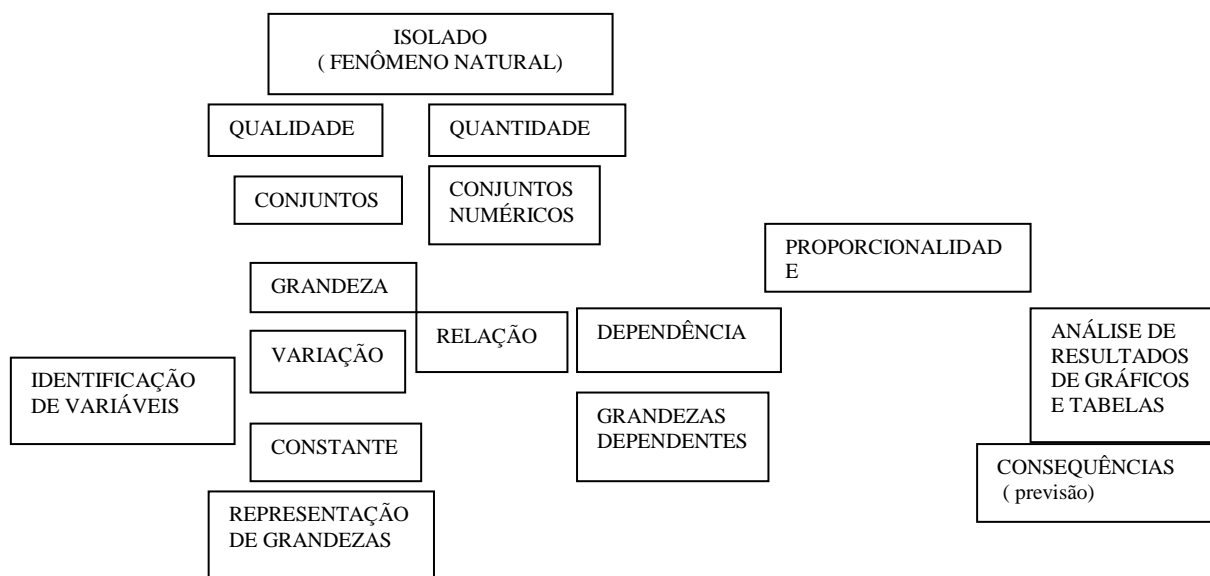 ISOLADO
( FENÔMENO NATURAL)
QUALIDADE
QUANTIDADE
CONJUNTOS
CONJUNTOS
NUMÉRICOS
PROPORCIONALIDAD
E
GRANDEZA
RELAÇÃO
DEPENDÊNCIA
ANÁLISE DE
RESULTADOS
DE GRÁFICOS
E TABELAS
VARIAÇÃO
IDENTIFICAÇÃO
DE VARIÁVEIS
GRANDEZAS
DEPENDENTES
CONSTANTE
CONSEQUÊNCIAS
( previsão)
REPRESENTAÇÃO
DE GRANDEZAS